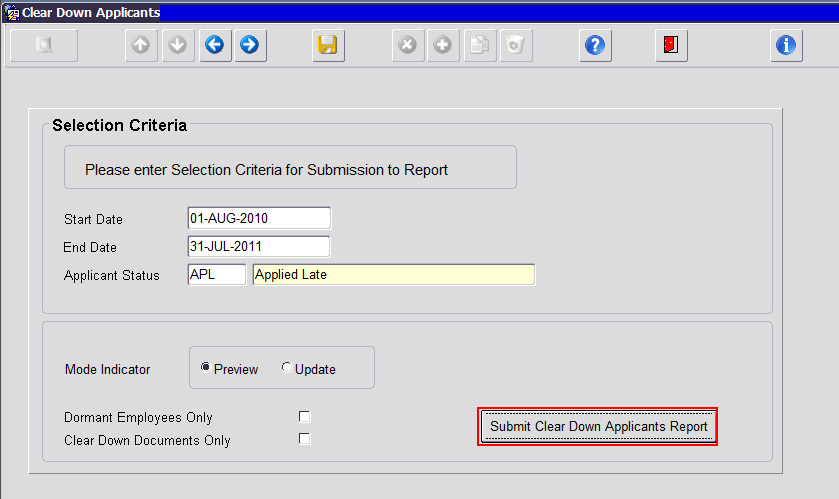 Clear Down Applicants
Selection Criteria
Please enter Selection Criteria for Submission to Report
Start Date 01-AUG-2010
End Date 31-JUL-2011
Applicant Status APL Applied Late
Mode Indicator Preview Update
Dormant Employees Only
Clear Down Documents Only
Submit Clear Down Applicants Report